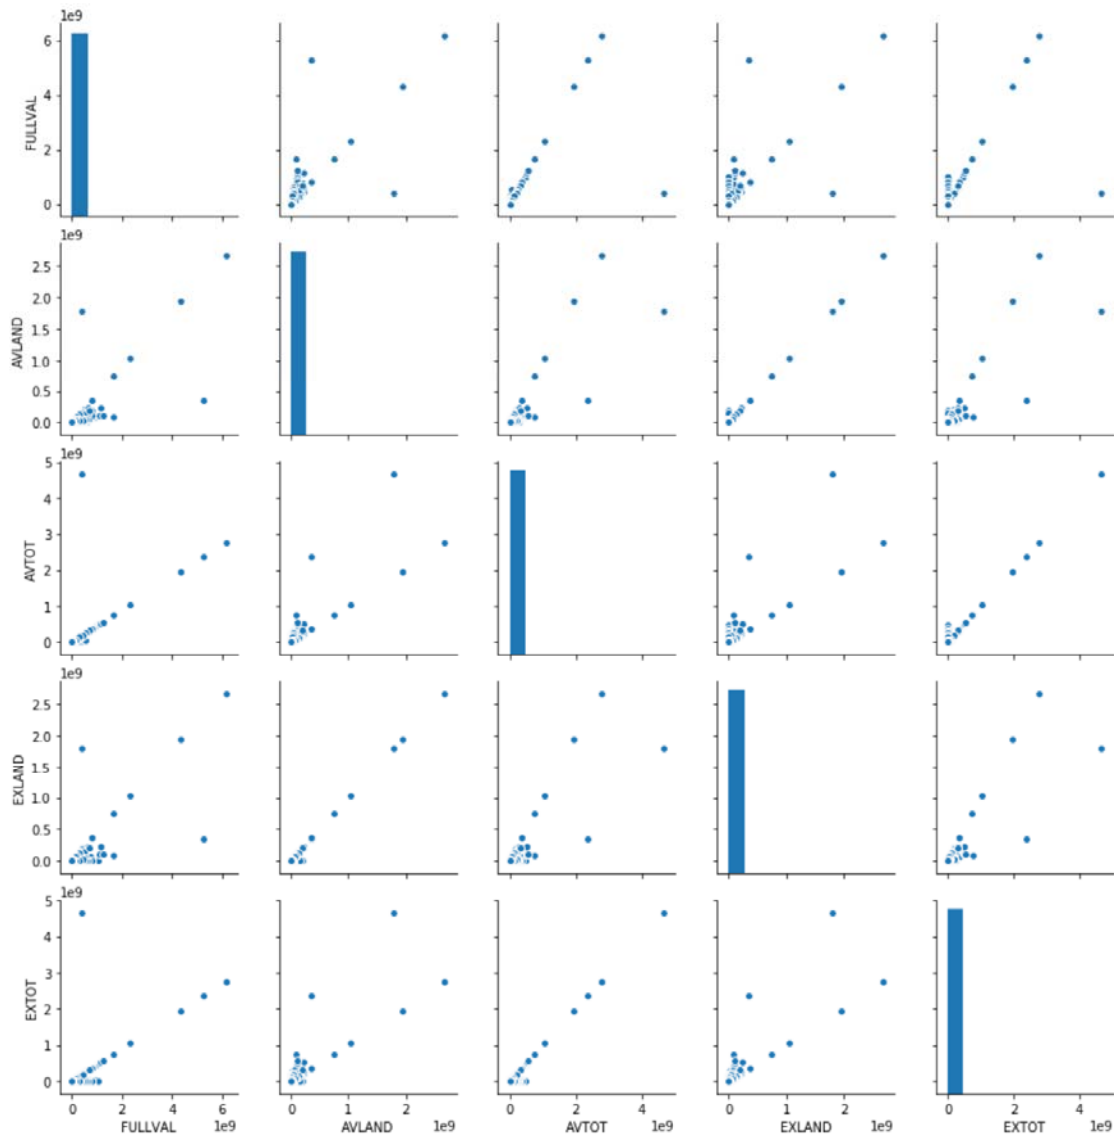 1e9
6
4
2
0
FULLVAL
1e9
2.5
2.0
1.5
1.0
0.5
0.0
AVLAND
1e9
5
4
3
2
1
0
AVTOT
1e9
2.5
2.0
1.5
1.0
0.5
0.0
EXLAND
1e9
5
4
3
2
1
0
EXTOT
0 2 4 6
FULLVAL 1e9
0 1 2
AVLAND 1e9
0 2 4
AVTOT 1e9
0 1 2
EXLAND 1e9
0 2 4
EXTOT 1e9